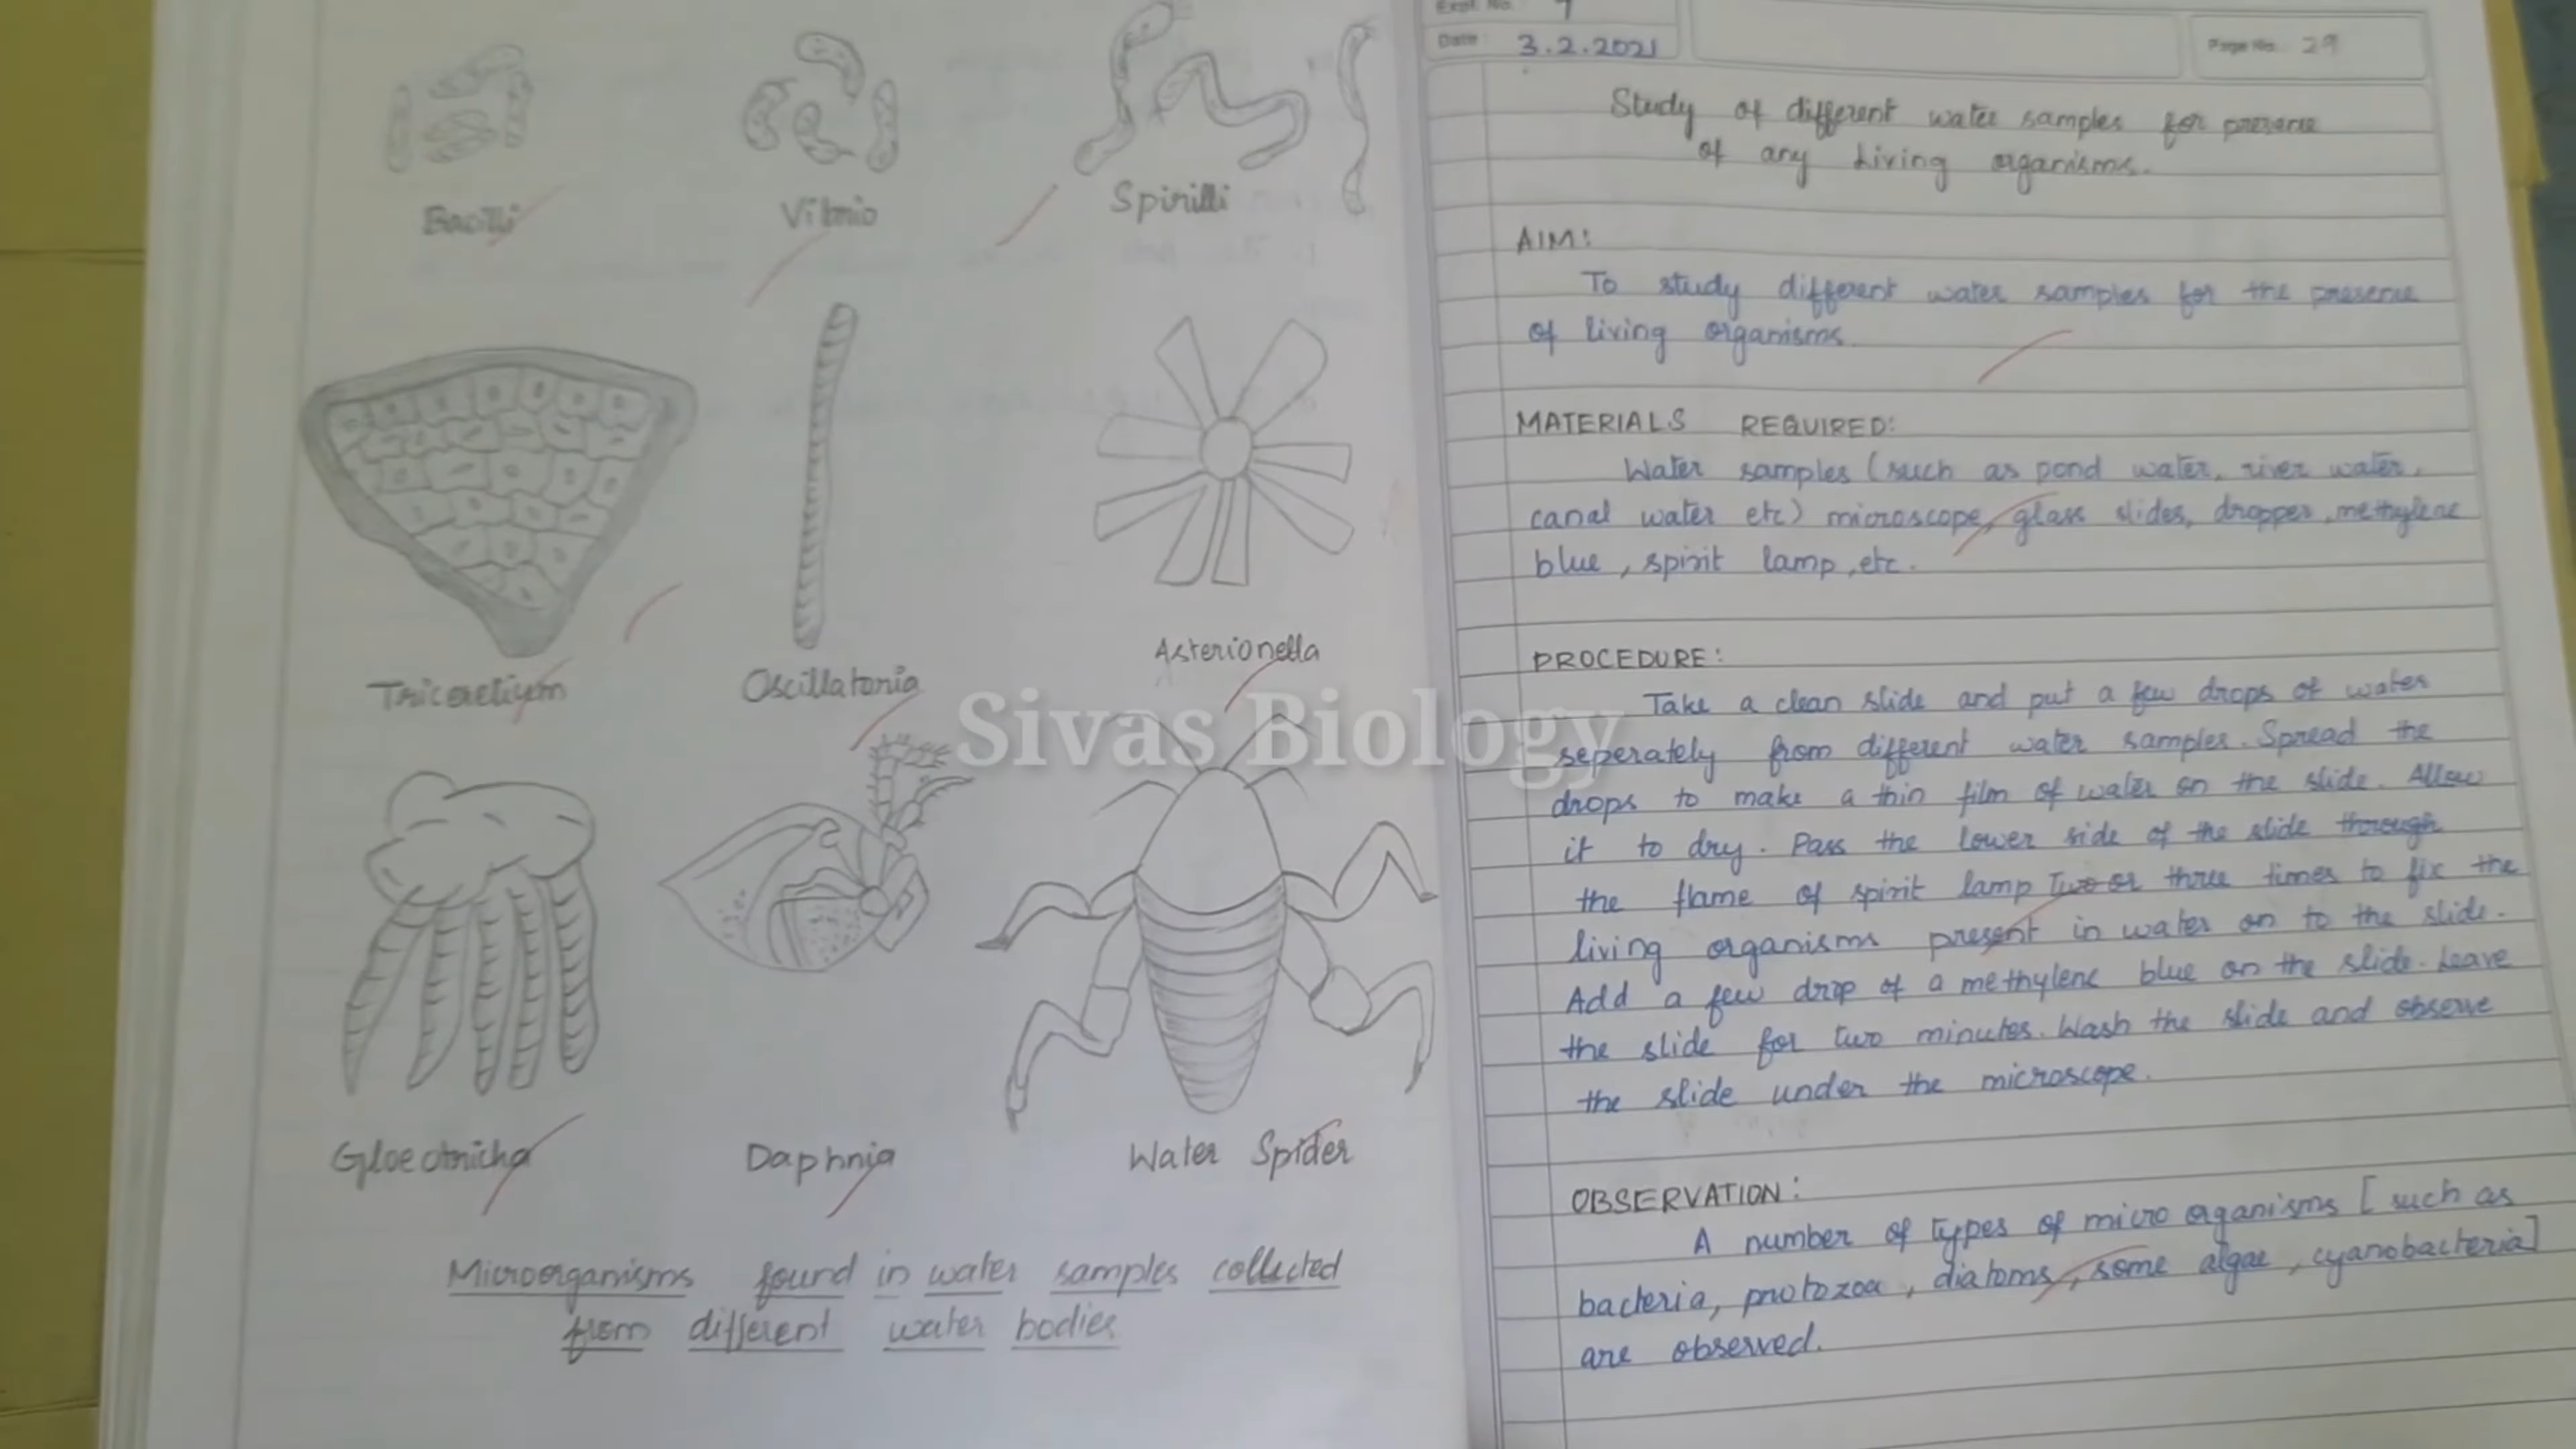 Bacilli
Vibrio
Spirilli
Triceretiym
Oscillatoria
Asterionella
Gloeotricha
Daphnia
Water Spider
Microorganisms found in water samples collected
from different water bodies
Sivas Biology
Expt. No. 7
Date: 3.2.2021
Page No. 29
Study of different water samples for presence
of any Living organisms.
AIM:
To study different water samples for the presence
of living organisms.
MATERIALS REQUIRED:
Water samples (such as pond water, river water,
canal water etc) microscope, glass slides, dropper, methylene
blue, spirit lamp, etc.
PROCEDURE:
Take a clean slide and put a few drops of water
seperately from different water samples. Spread the
drops to make a thin film of water on the slide. Allow
it to dry. Pass the lower side of the slide through
the flame of spirit lamp Two or three times to fix the
living organisms present in water on to the slide.
Add a few drop of a methylene blue on the slide. Leave
the slide for two minutes. Wash the slide and observe
the slide under the microscope.
OBSERVATION:
A number of types of micro organisms [such as
bacteria, protozoa, diatoms, some algae, cyanobacteria]
are observed.